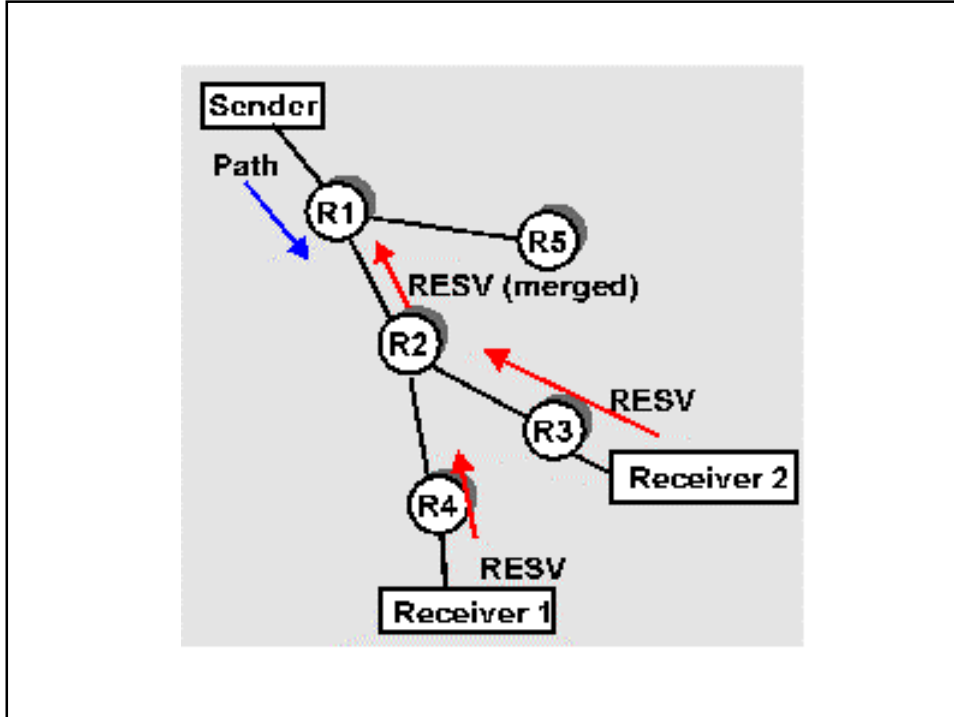 Sender
Path
R1
R5
RESV (merged)
R2
RESV
R3
Receiver 2
R4
RESV
Receiver 1